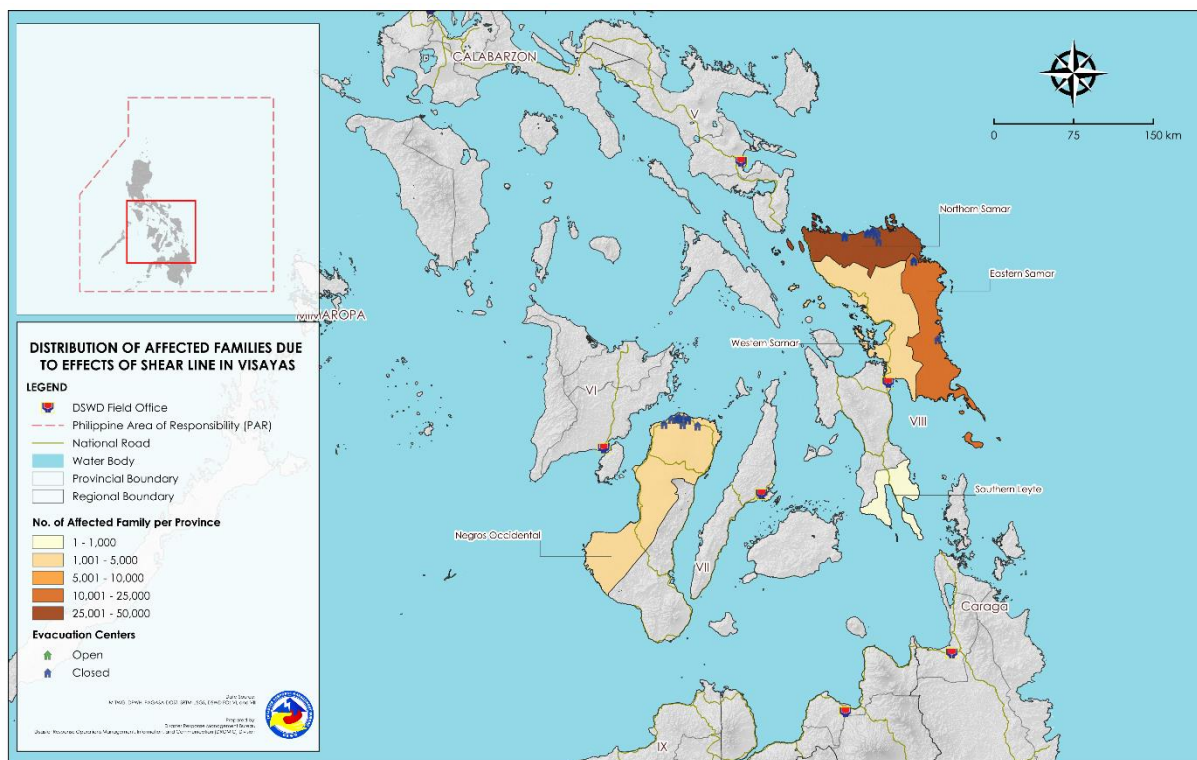 CALABARZON
V
0 75 150 km
Northern Samar
Eastern Samar
MIMAROPA
Western Samar
VI
VIII
Southern Leyte
Negros Occidental
VII
Caraga
IX
DISTRIBUTION OF AFFECTED FAMILIES DUE
TO EFFECTS OF SHEAR LINE IN VISAYAS
LEGEND
DSWD Field Office
Philippine Area of Responsibility (PAR)
National Road
Water Body
Provincial Boundary
Regional Boundary
No. of Affected Family per Province
1 - 1,000
1,001 - 5,000
5,001 - 10,000
10,001 - 25,000
25,001 - 50,000
Evacuation Centers
Open
Closed
Data Source:
Prepared by:
Disaster Response Management Bureau